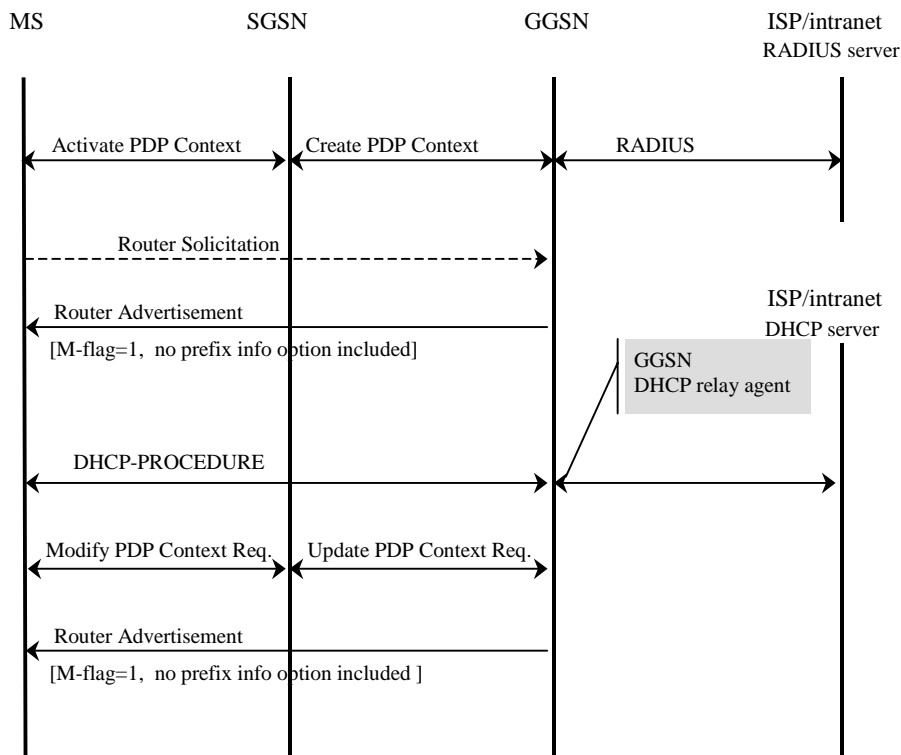 MS SGSN GGSN ISP/intranet
RADIUS server
Activate PDP Context Create PDP Context RADIUS
Router Solicitation
Router Advertisement
[M-flag=1, no prefix info option included]
ISP/intranet
DHCP server
GGSN
DHCP relay agent
DHCP-PROCEDURE
Modify PDP Context Req. Update PDP Context Req.
Router Advertisement
[M-flag=1, no prefix info option included ]